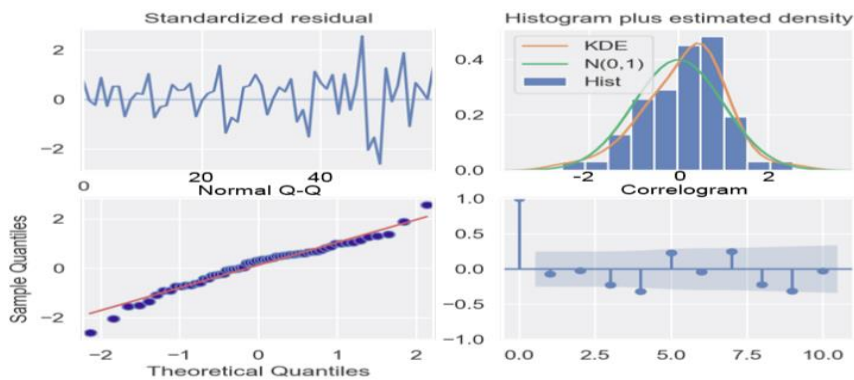 Standardized residual
2
0
−2
0 20 40
Histogram plus estimated density
KDE
N(0,1)
Hist
0.4
0.2
0.0
-2 0 2
Normal Q-Q
Sample Quantiles
2
0
−2
−2 −1 0 1 2
Theoretical Quantiles
Correlogram
1.0
0.5
0.0
−0.5
−1.0
0.0 2.5 5.0 7.5 10.0